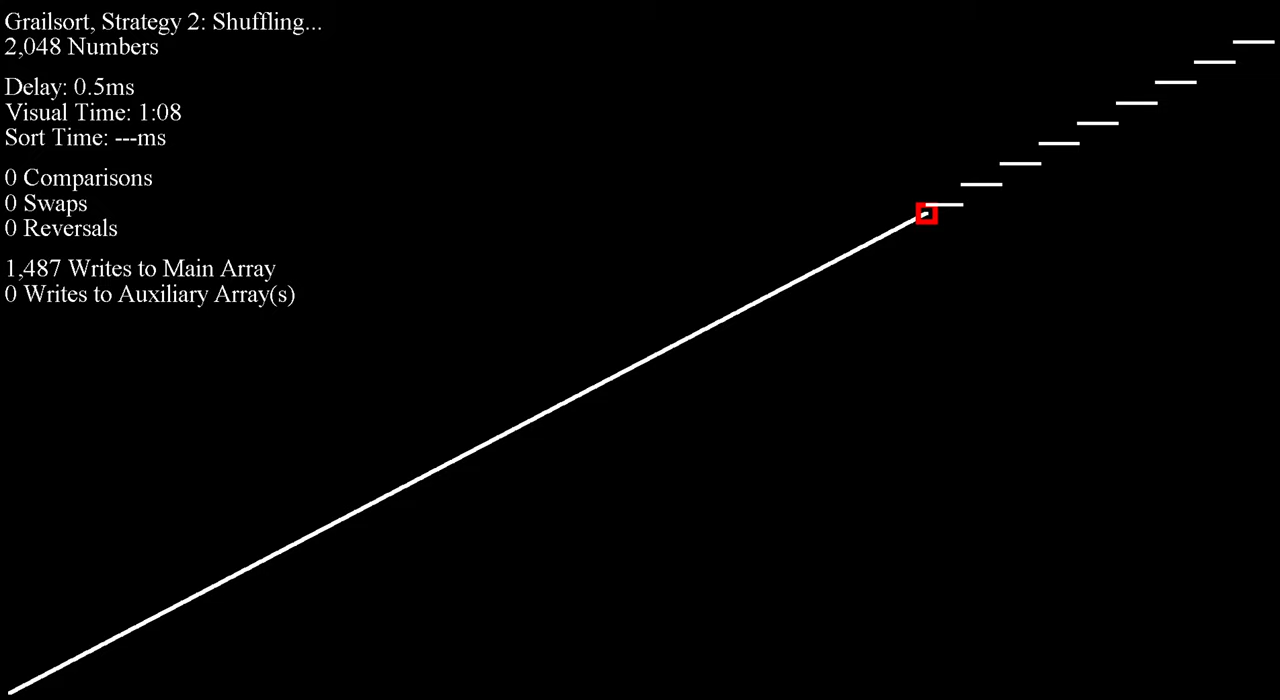 Grailsort, Strategy 2: Shuffling...
2,048 Numbers
Delay: 0.5ms
Visual Time: 1:08
Sort Time: ---ms
0 Comparisons
0 Swaps
0 Reversals
1,487 Writes to Main Array
0 Writes to Auxiliary Array(s)